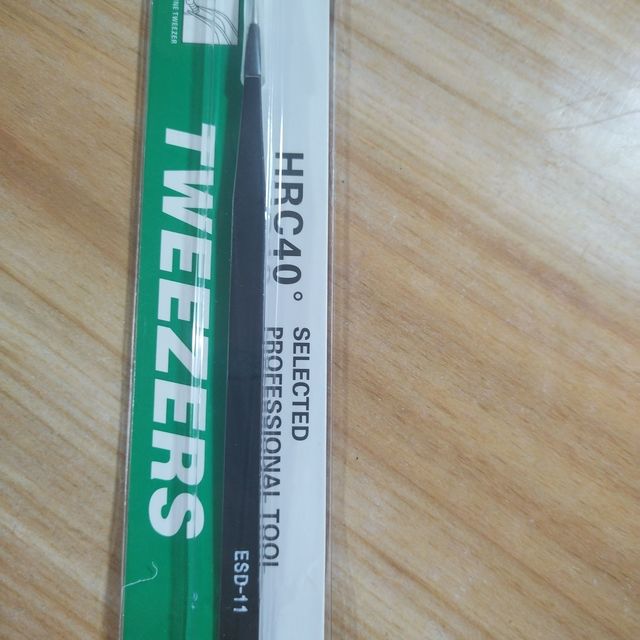 TWEEZERS
HRC40°
SELECTED
PROFESSIONAL TOOL
ESD-11